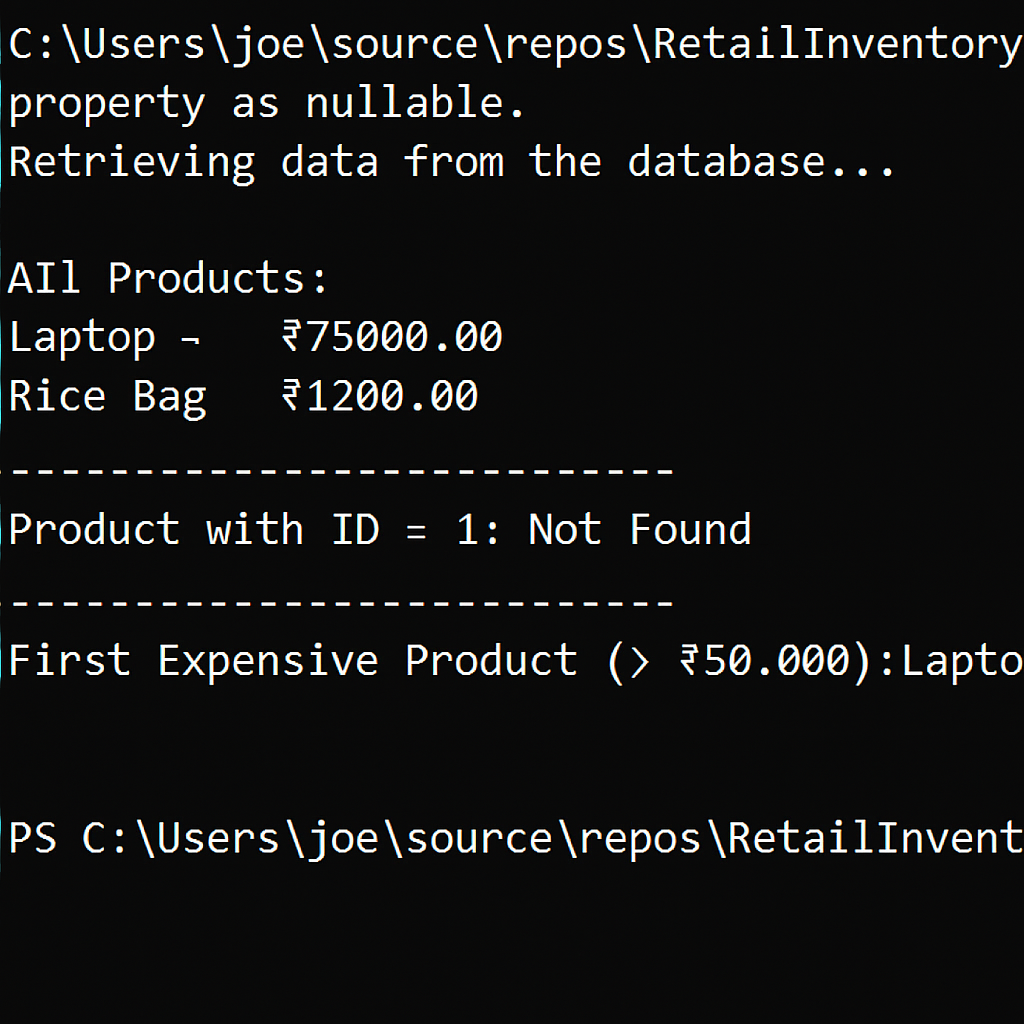 C:\Users\joe\source\repos\RetailInventory
property as nullable.
Retrieving data from the database...
AIl Products:
Laptop ¬   ₹75000.00
Rice Bag   ₹1200.00
---------------------------
Product with ID = 1: Not Found
---------------------------
First Expensive Product (> ₹50.000):Lapto
PS C:\Users\joe\source\repos\RetailInvent